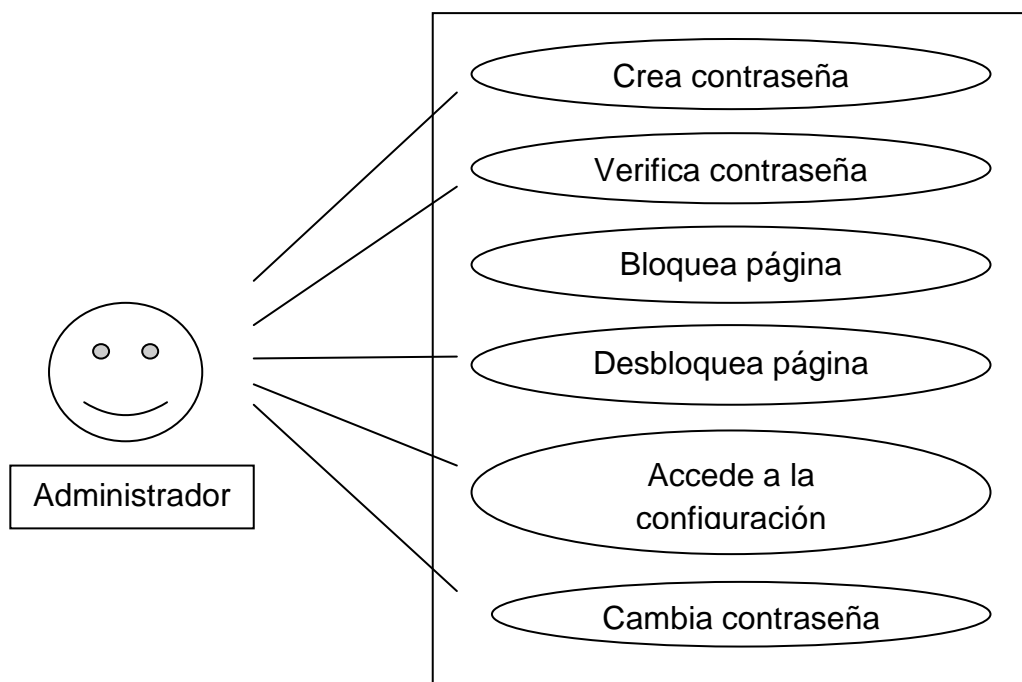 Crea contraseña
Verifica contraseña
Bloquea página
Desbloquea página
Accede a la
configuración
Cambia contraseña
Administrador